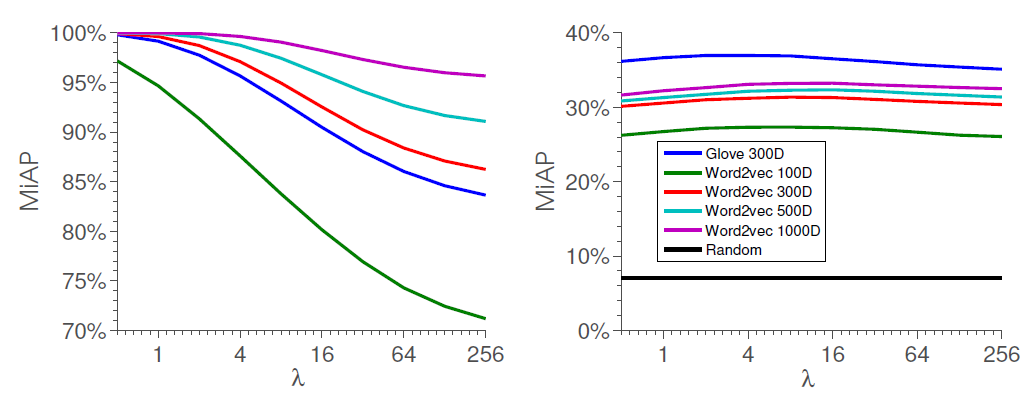 100%
95%
90%
85%
80%
75%
70%
MiAP
1 4 16 64 256
λ
40%
30%
20%
10%
0%
MiAP
Glove 300D
Word2vec 100D
Word2vec 300D
Word2vec 500D
Word2vec 1000D
Random
1 4 16 64 256
λ